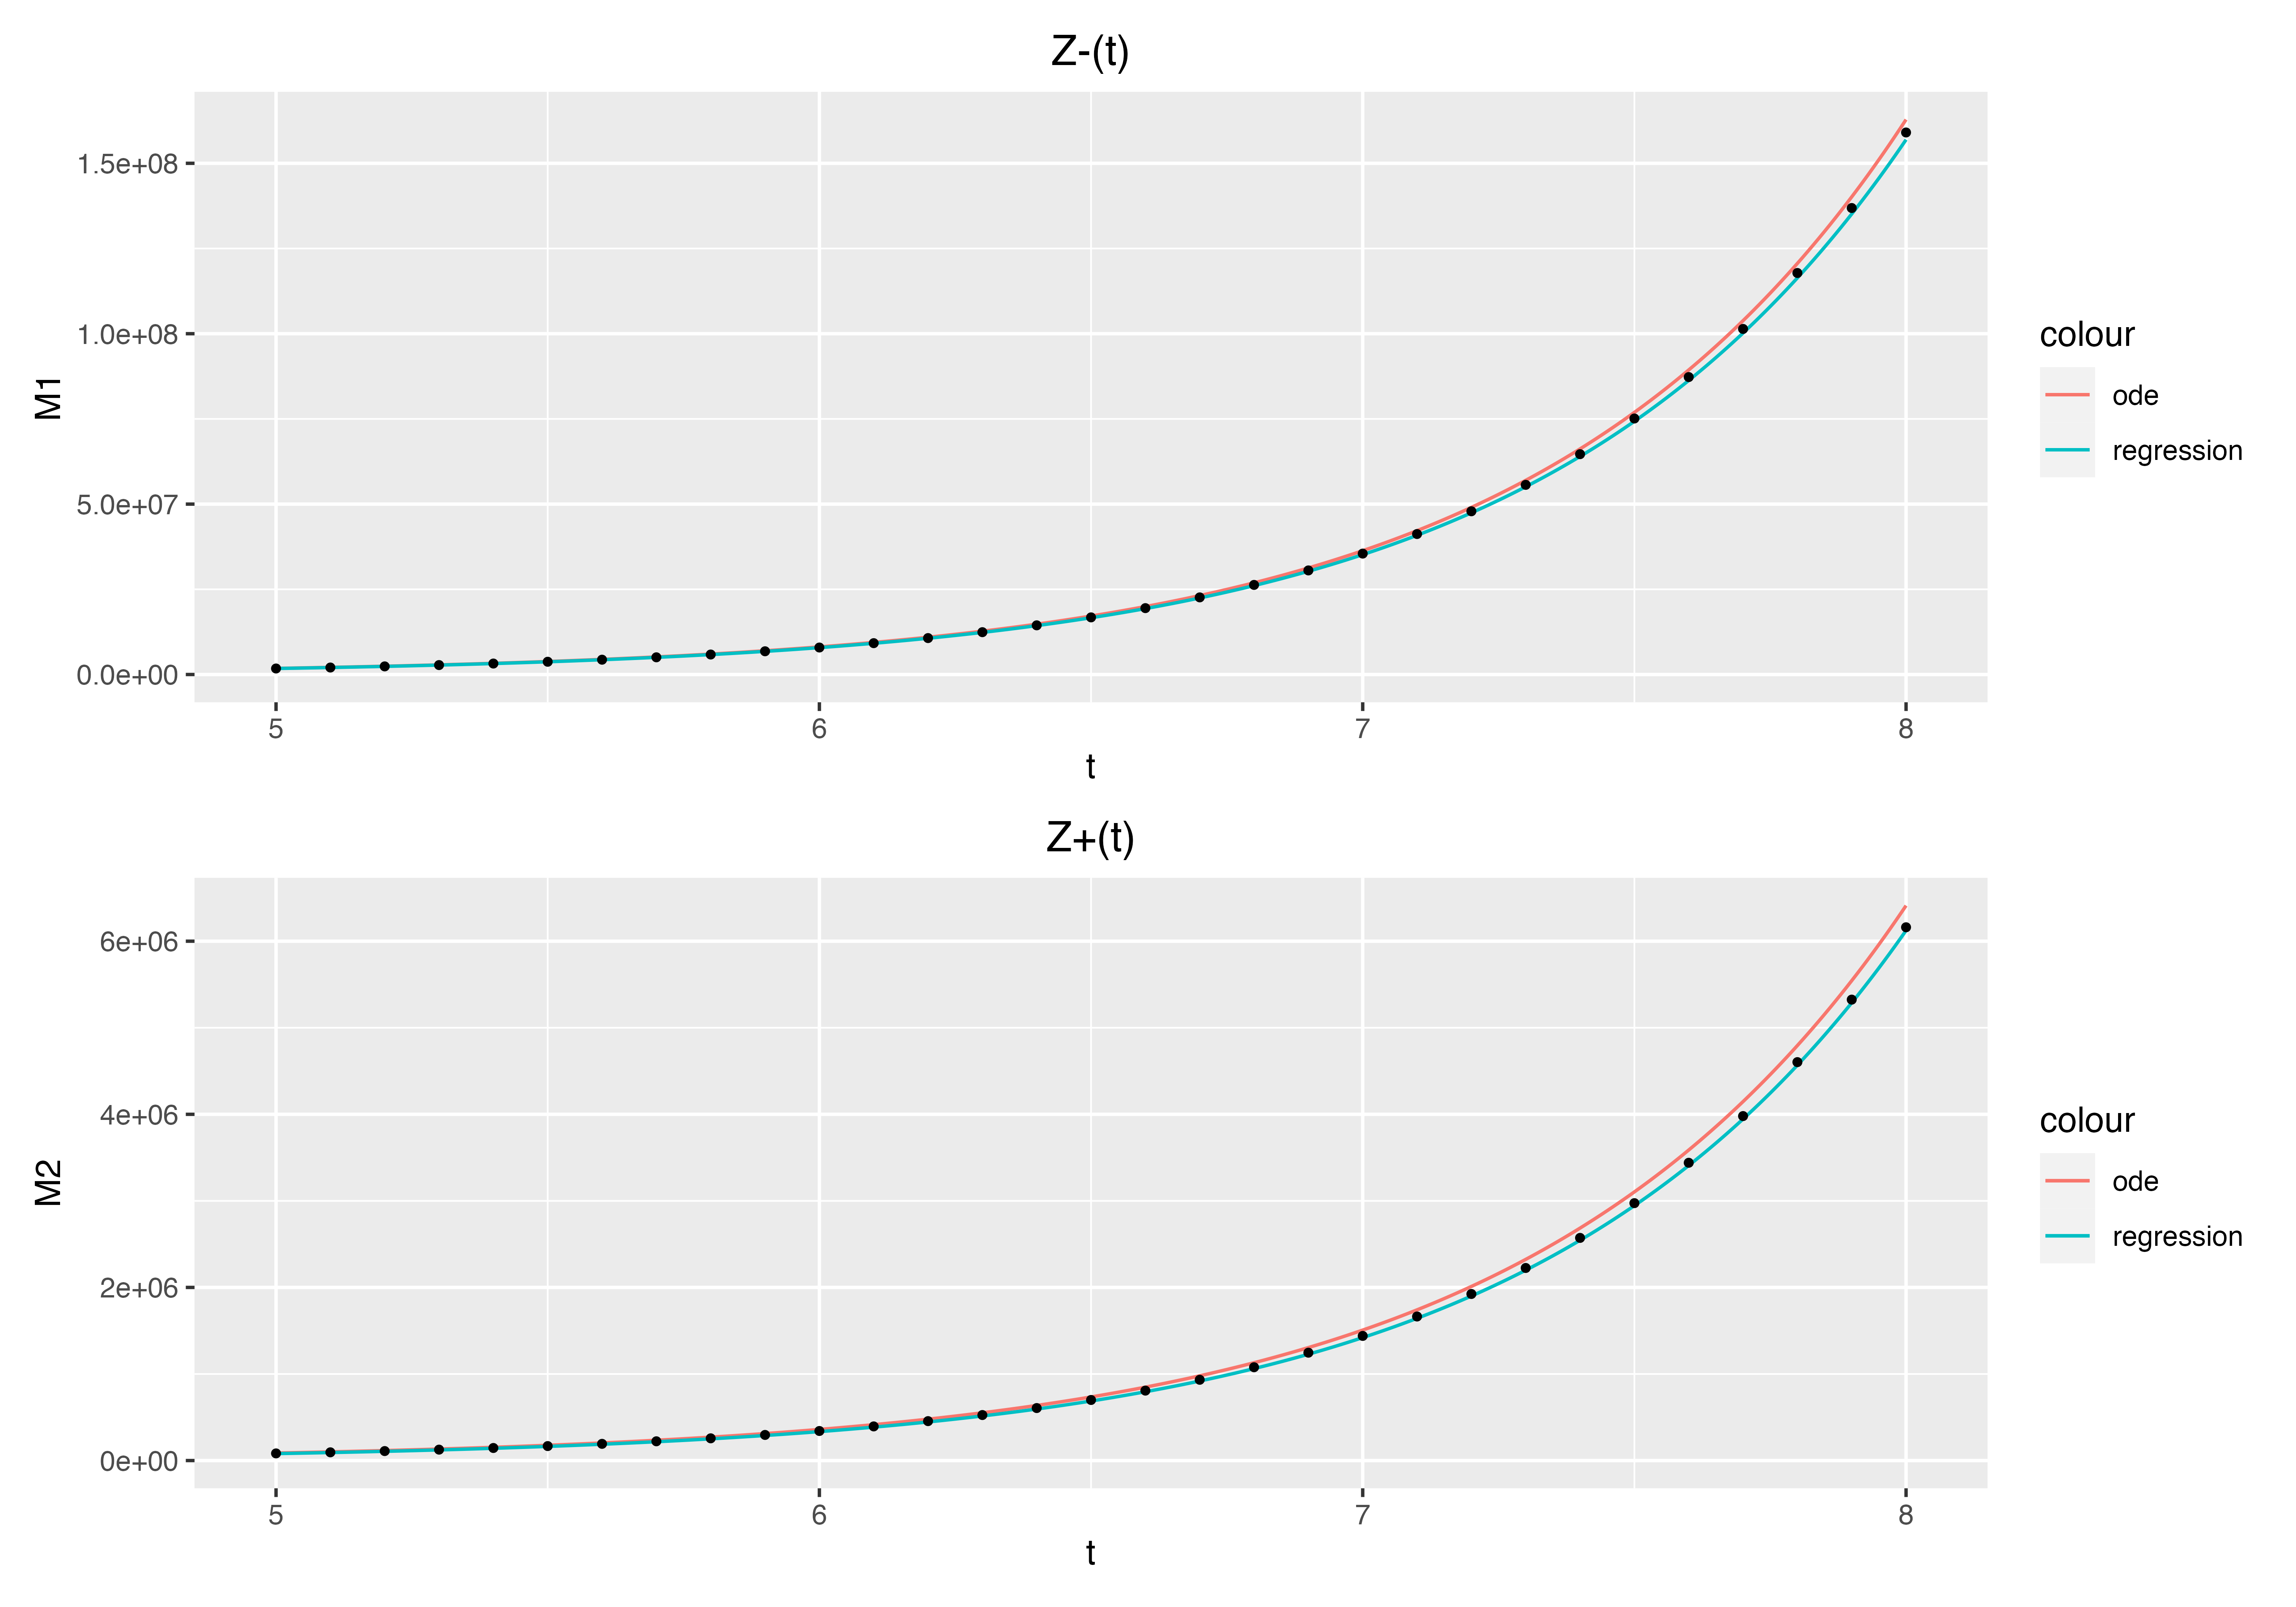 Z-(t)
1.5e+08
1.0e+08
5.0e+07
0.0e+00
M1
5 6 7 8
t
colour
ode
regression
Z+(t)
6e+06
4e+06
2e+06
0e+00
M2
5 6 7 8
t
colour
ode
regression